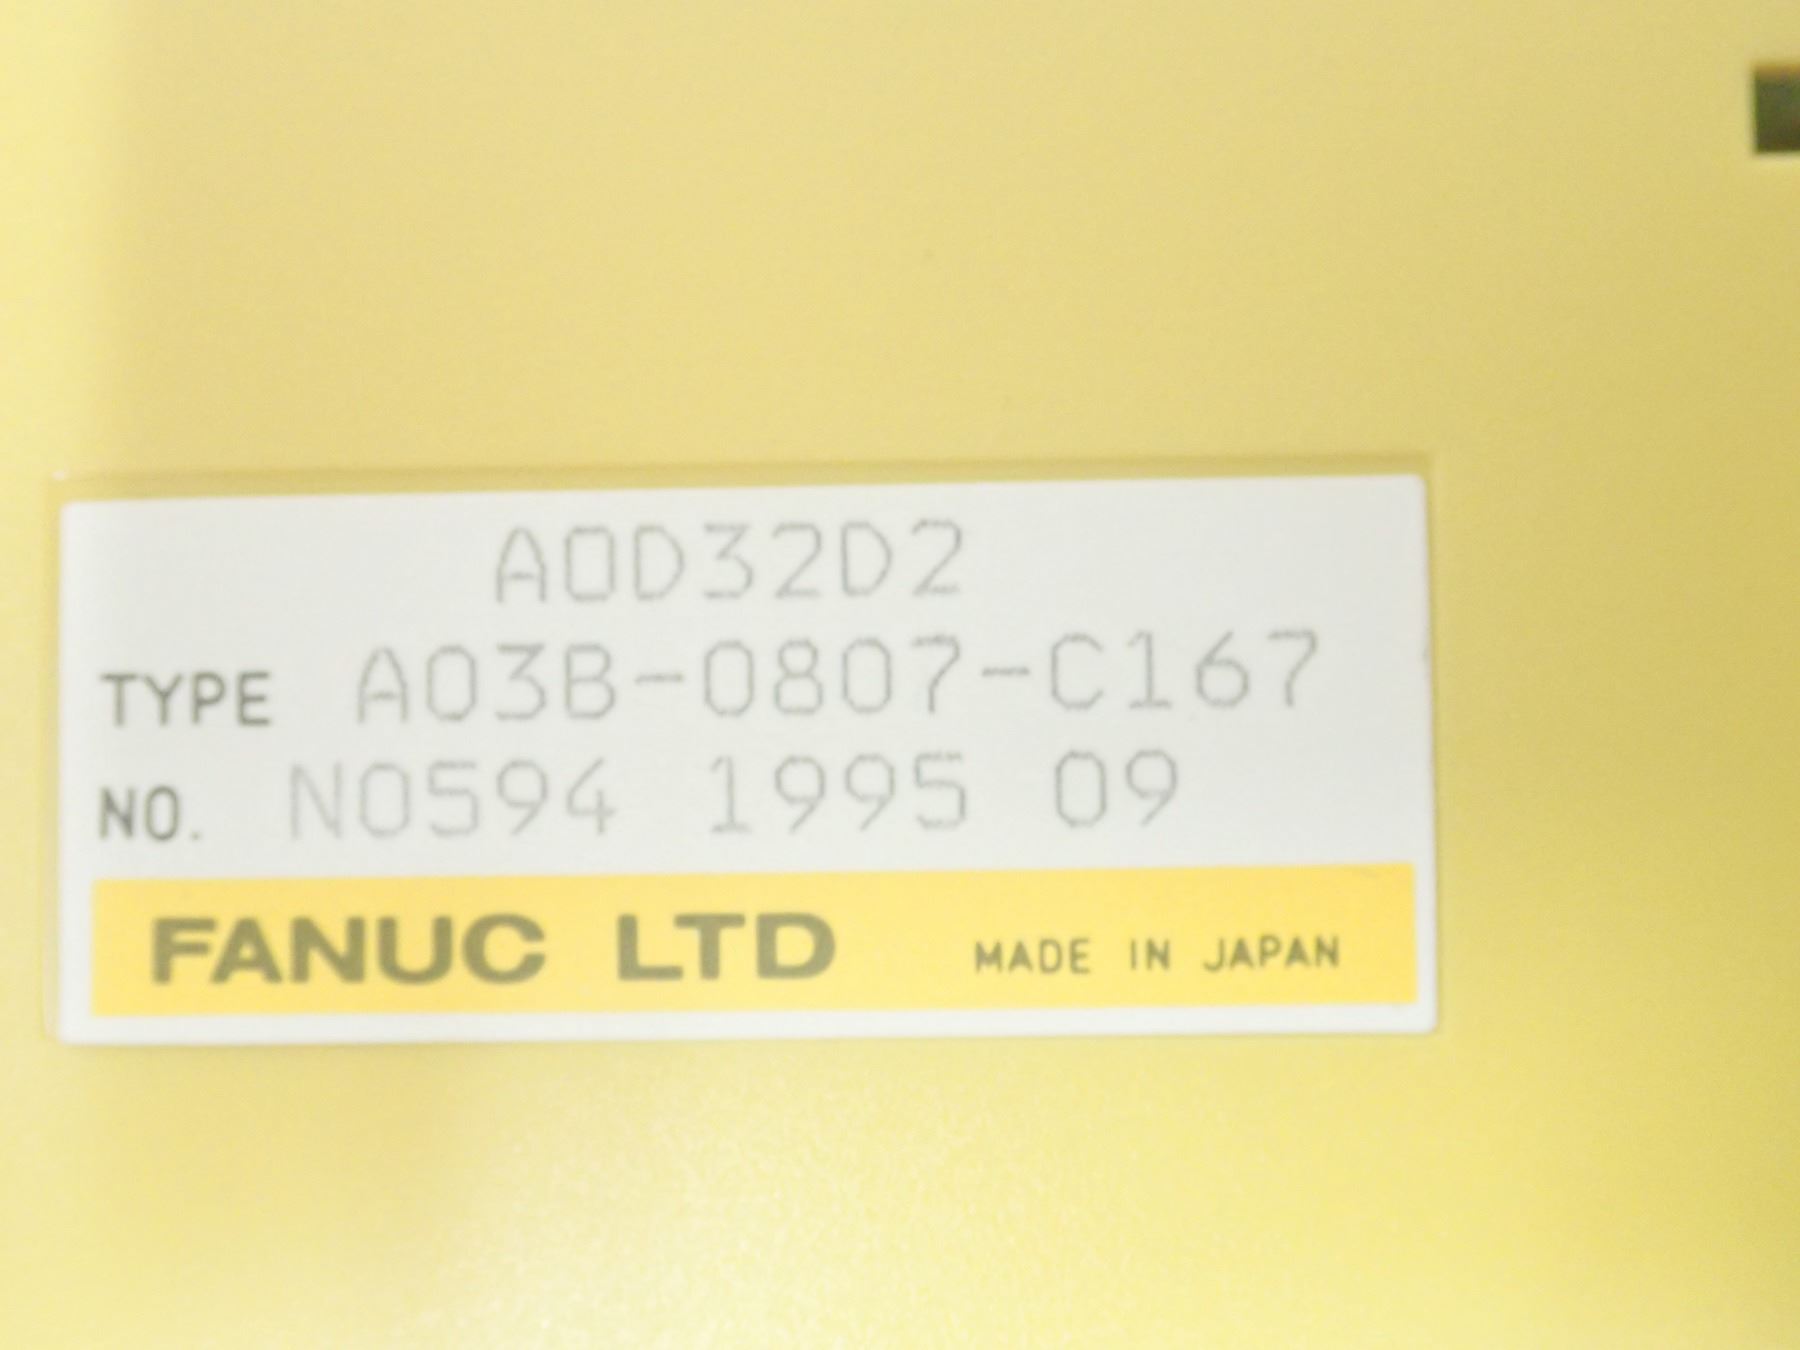 AOD32D2
TYPE A03B-0807-C167
NO. N0594 1995 09
FANUC LTD MADE IN JAPAN